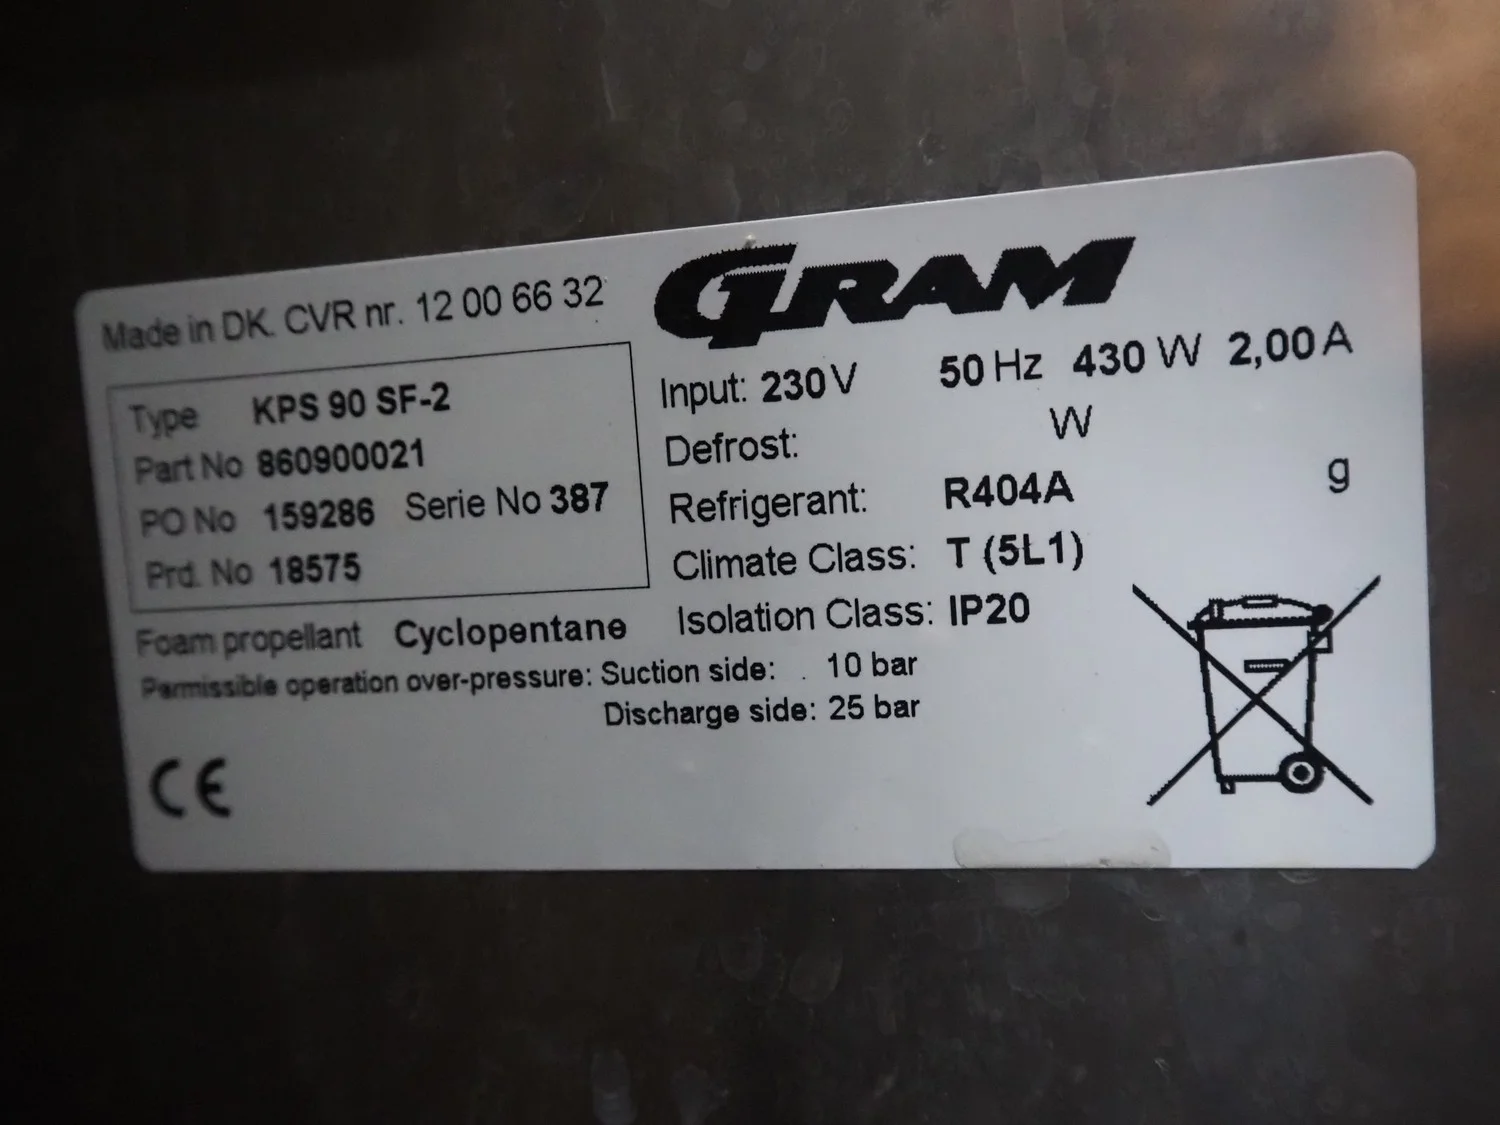 Made in DK. CVR nr. 12 00 66 32
GRAM
Type KPS 90 SF-2
Part No 860900021
PO No 159286 Serie No 387
Prd. No 18575
Input: 230 V 50 Hz 430 W 2,00 A
Defrost: W
Refrigerant: R404A g
Climate Class: T (5L1)
Isolation Class: IP20
Foam propellant Cyclopentane
Permissible operation over-pressure: Suction side: . 10 bar
Discharge side: 25 bar
CE